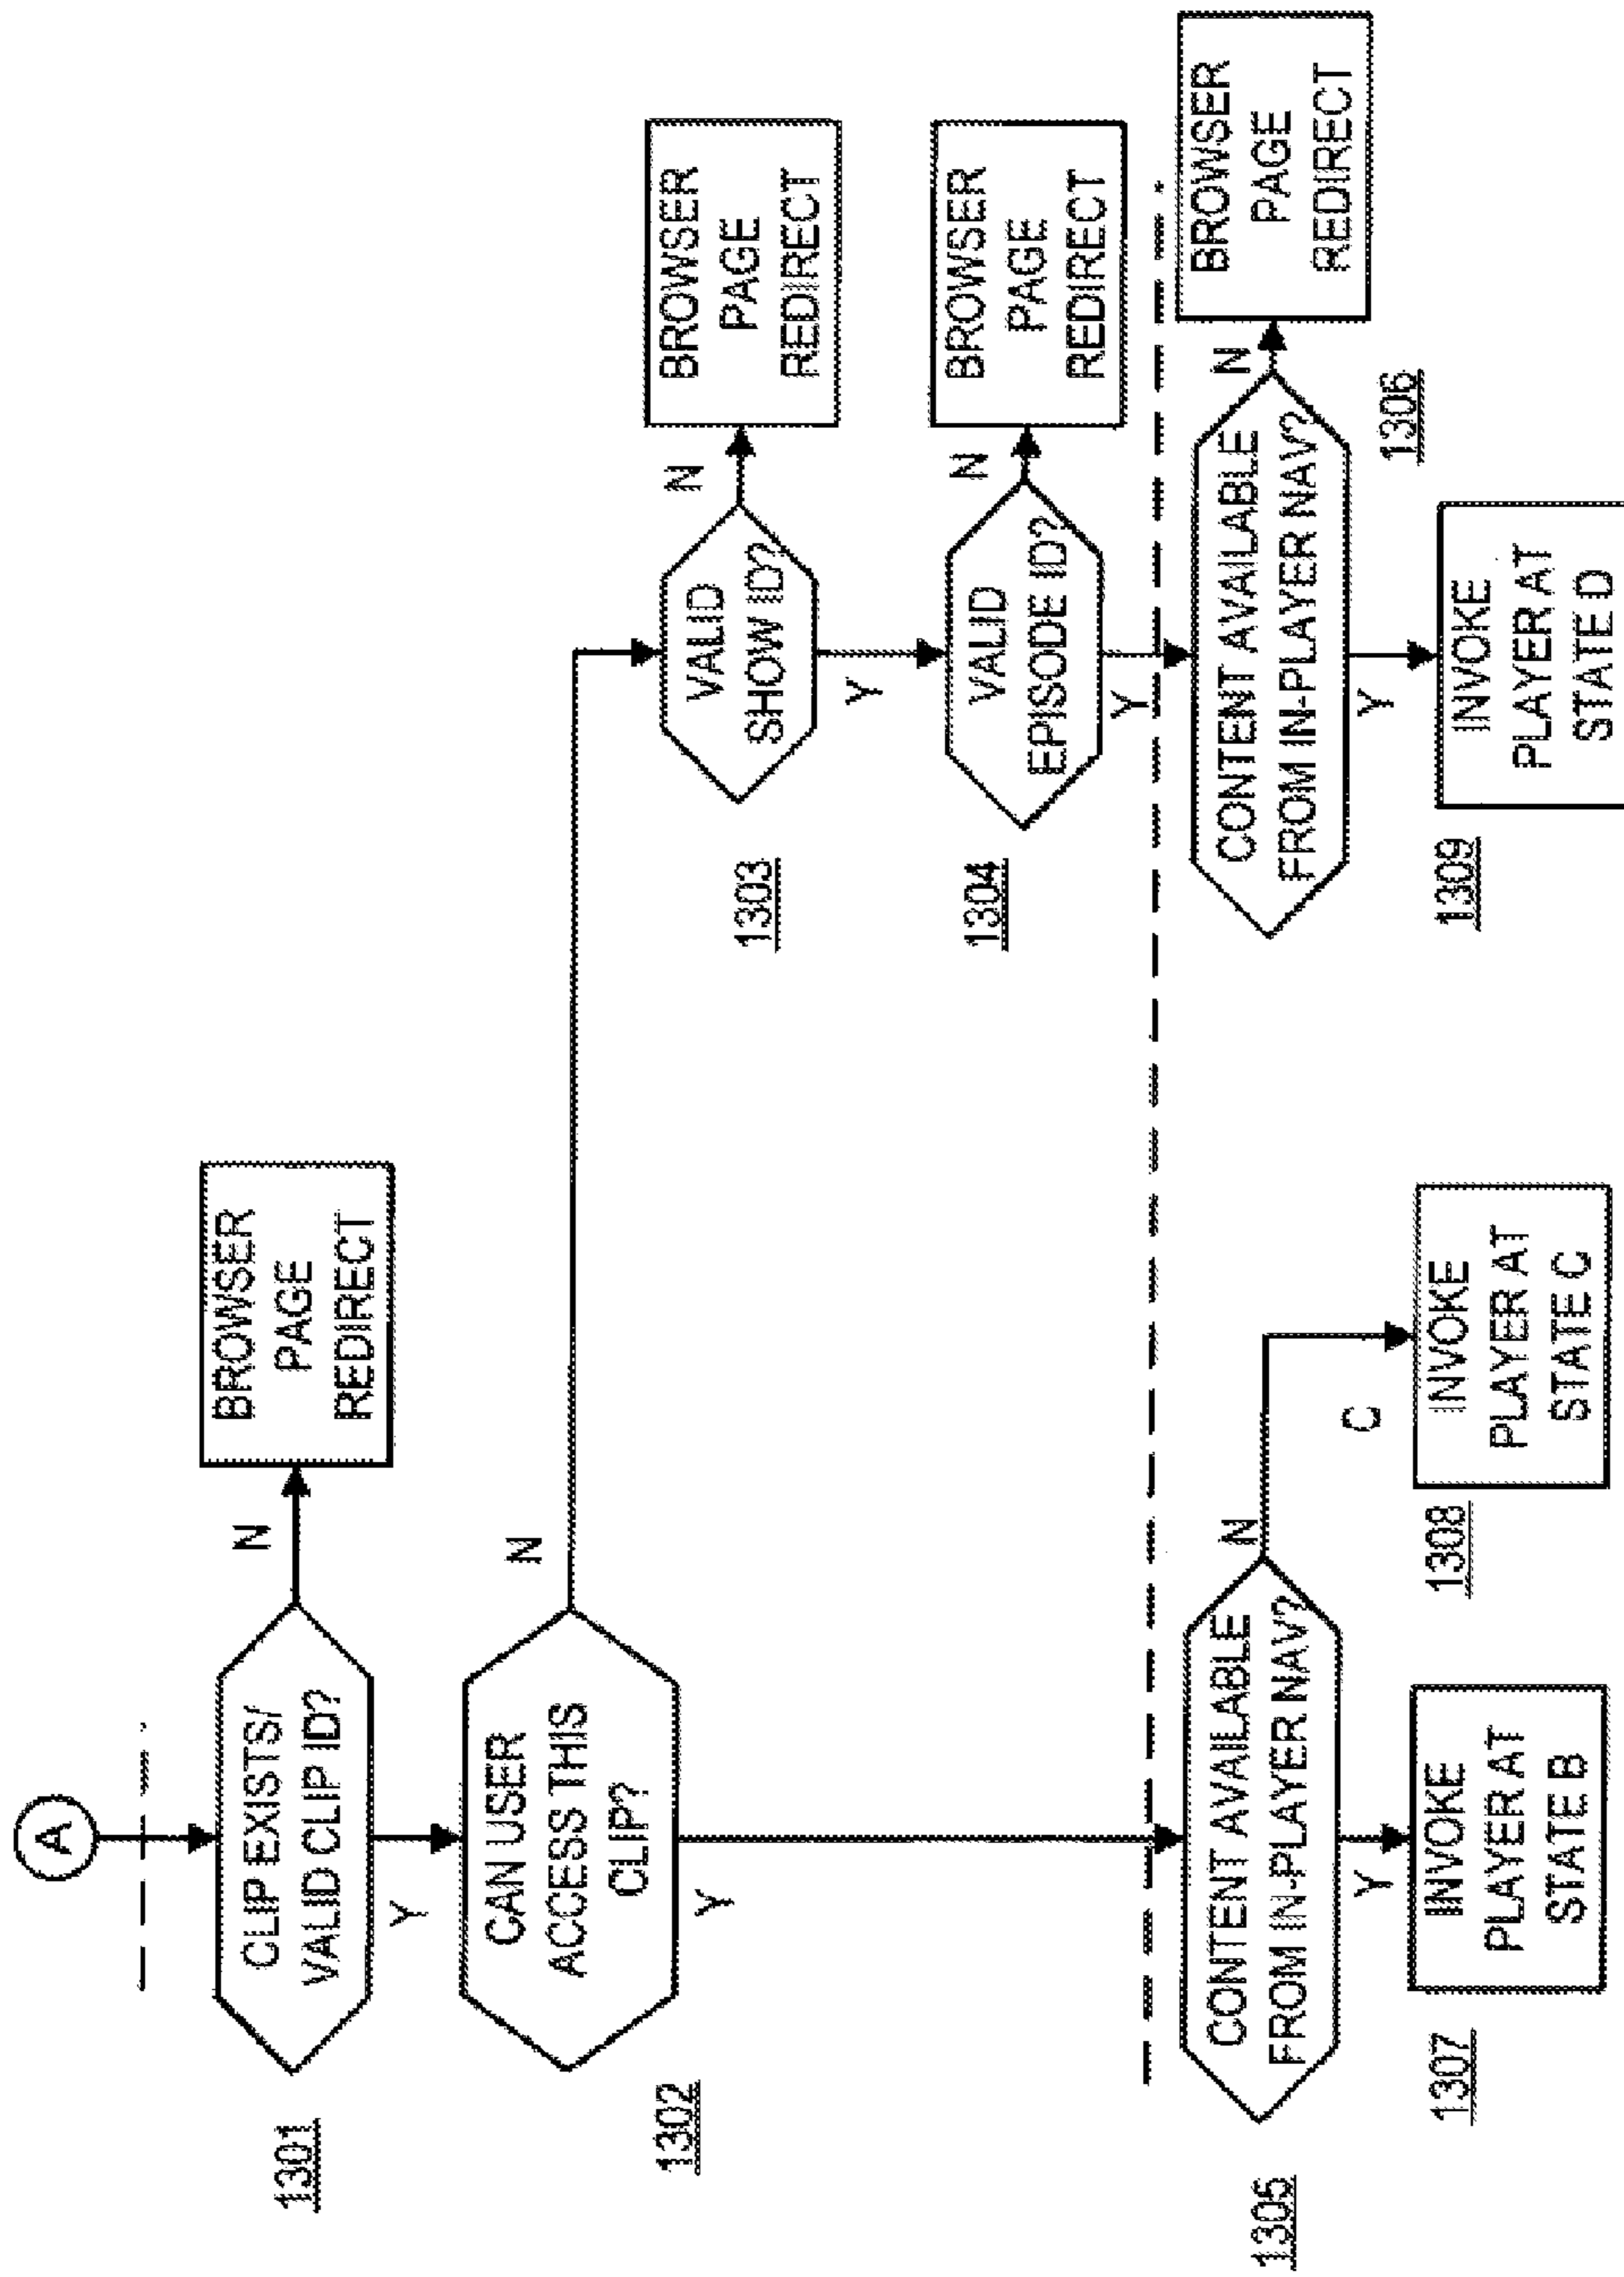 A
CLIP EXISTS/
VALID CLIP ID?
1301
N
BROWSER
PAGE
REDIRECT
Y
CAN USER
ACCESS THIS
CLIP?
1302
N
Y
VALID
SHOW ID?
1303
N
BROWSER
PAGE
REDIRECT
Y
VALID
EPISODE ID?
1304
N
BROWSER
PAGE
REDIRECT
Y
CONTENT AVAILABLE
FROM IN-PLAYER NAV?
1305
N
C
Y
INVOKE
PLAYER AT
STATE B
1307
INVOKE
PLAYER AT
STATE C
1308
CONTENT AVAILABLE
FROM IN-PLAYER NAV?
1306
N
BROWSER
PAGE
REDIRECT
Y
INVOKE
PLAYER AT
STATE D
1309